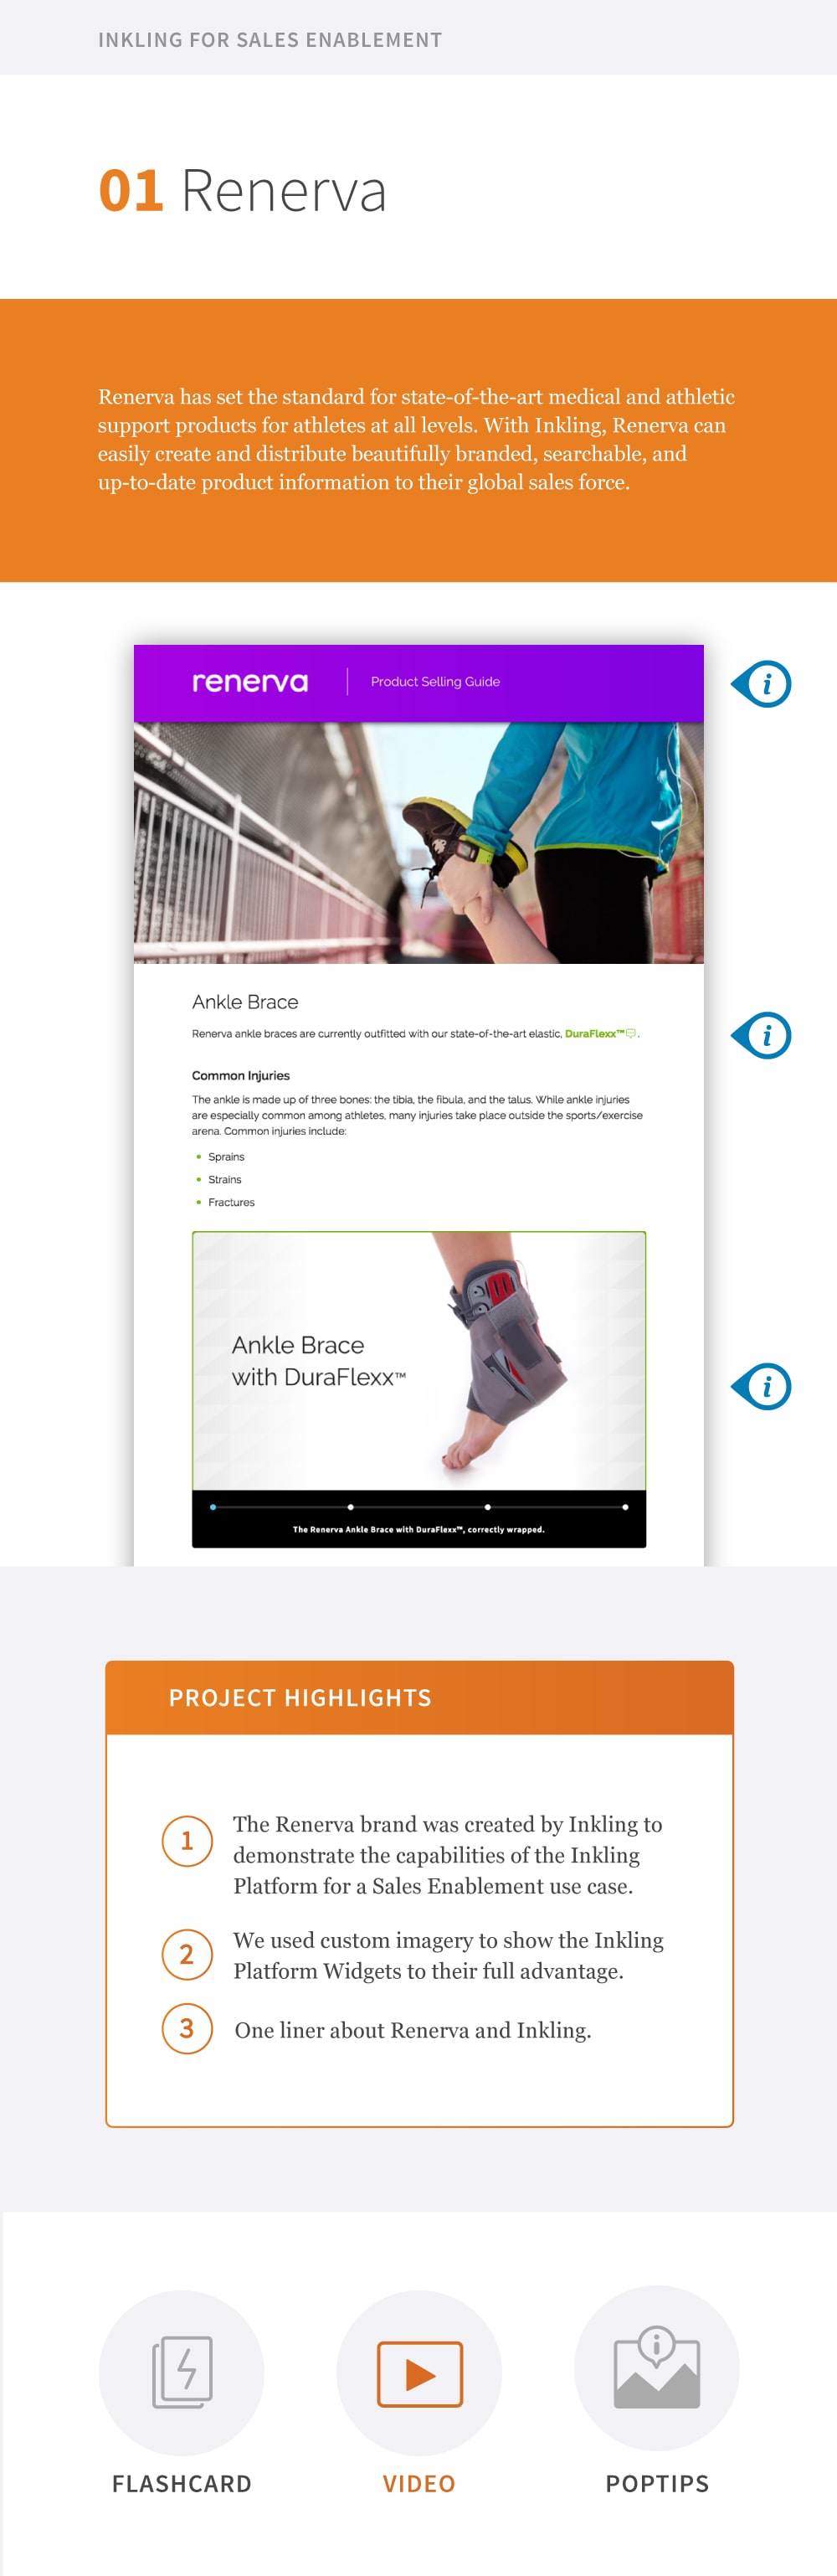 INKLING FOR SALES ENABLEMENT
01 Renerva
Renerva has set the standard for state-of-the-art medical and athletic
support products for athletes at all levels. With Inkling, Renerva can
easily create and distribute beautifully branded, searchable, and
up-to-date product information to their global sales force.
renerva | Product Selling Guide
i
Ankle Brace
Renerva ankle braces are currently outfitted with our state-of-the-art elastic, DuraFlexx™.
i
Common Injuries
The ankle is made up of three bones: the tibia, the fibula, and the talus. While ankle injuries
are especially common among athletes, many injuries take place outside the sports/exercise
arena. Common injuries include:
• Sprains
• Strains
• Fractures
Ankle Brace
with DuraFlexx™
i
The Renerva Ankle Brace with DuraFlexx™, correctly wrapped.
PROJECT HIGHLIGHTS
1 The Renerva brand was created by Inkling to
demonstrate the capabilities of the Inkling
Platform for a Sales Enablement use case.
2 We used custom imagery to show the Inkling
Platform Widgets to their full advantage.
3 One liner about Renerva and Inkling.
i
FLASHCARD
VIDEO
POPTIPS